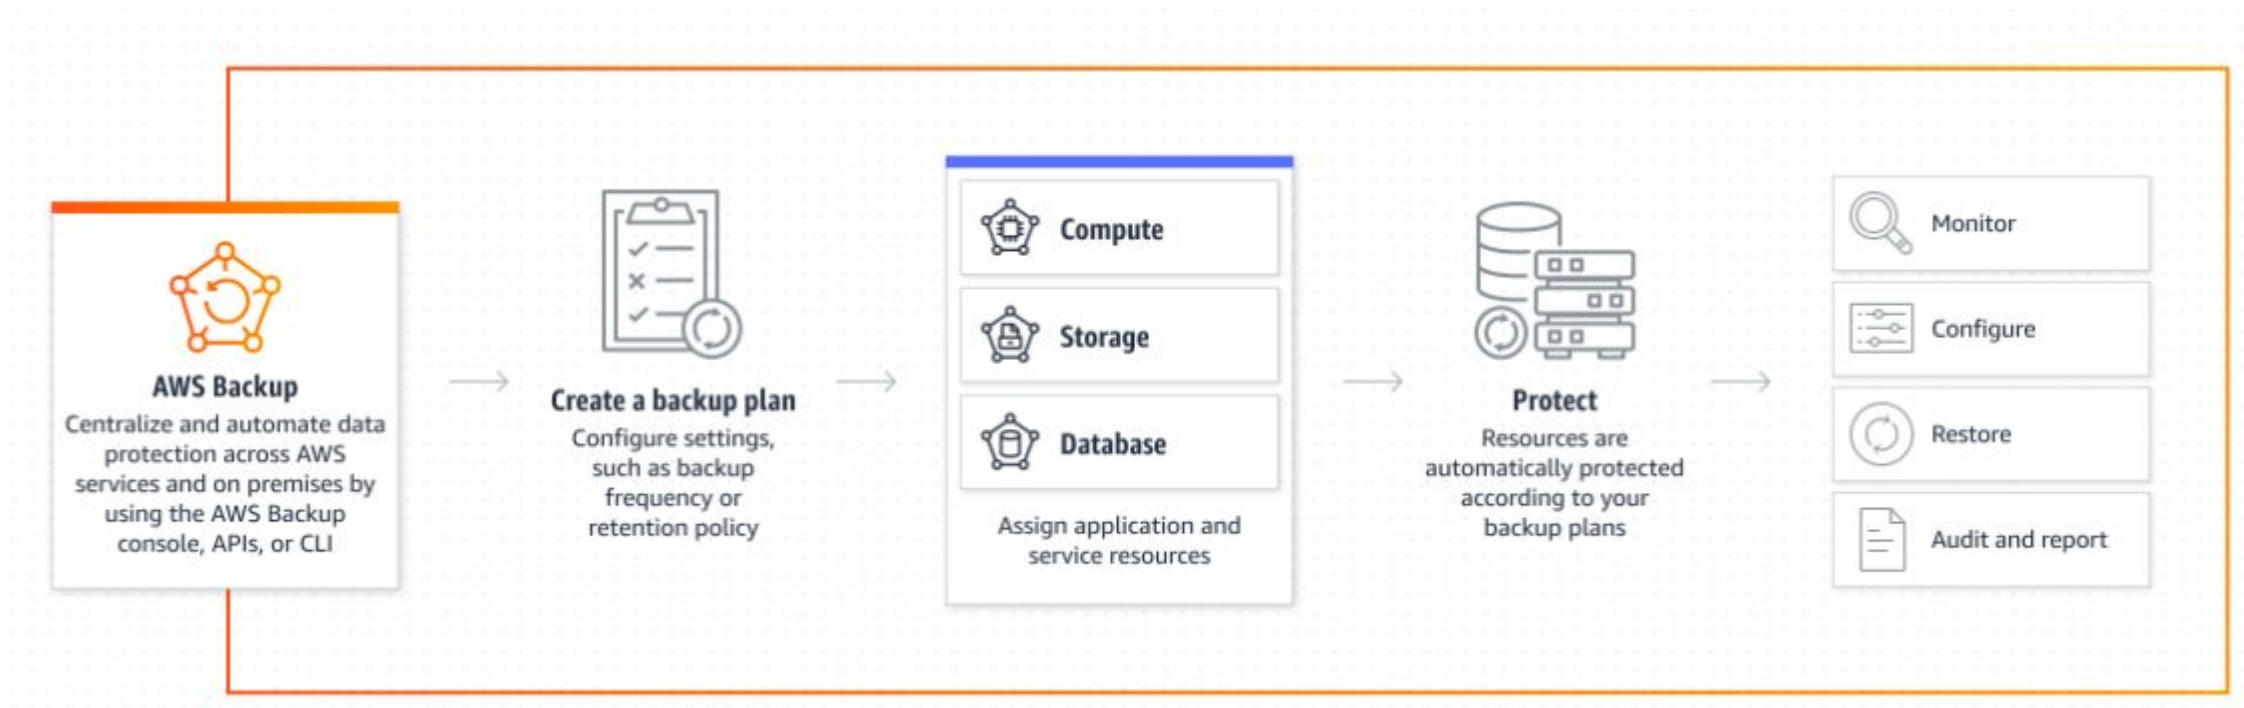 AWS Backup
Centralize and automate data
protection across AWS
services and on premises by
using the AWS Backup
console, APIs, or CLI
Create a backup plan
Configure settings,
such as backup
frequency or
retention policy
Compute
Storage
Database
Assign application and
service resources
Protect
Resources are
automatically protected
according to your
backup plans
Monitor
Configure
Restore
Audit and report